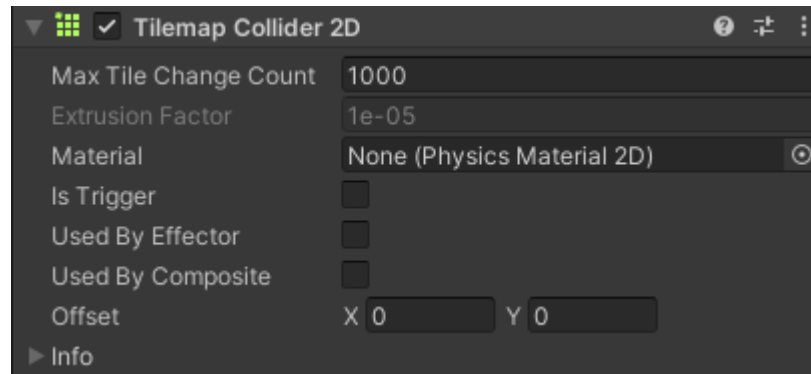 Tilemap Collider 2D
Max Tile Change Count 1000
Extrusion Factor 1e-05
Material None (Physics Material 2D)
Is Trigger
Used By Effector
Used By Composite
Offset X 0 Y 0
Info